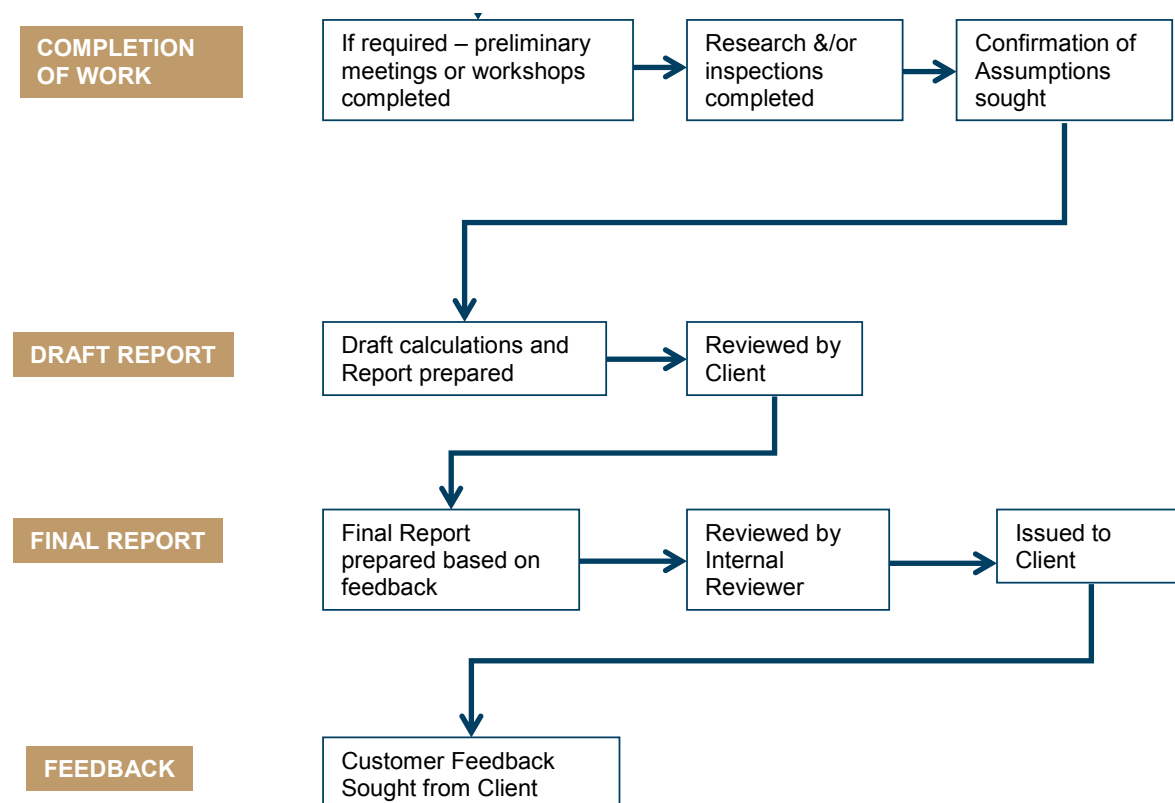 COMPLETION
OF WORK
If required – preliminary
meetings or workshops
completed
Research &/or
inspections
completed
Confirmation of
Assumptions
sought
DRAFT REPORT
Draft calculations and
Report prepared
Reviewed by
Client
FINAL REPORT
Final Report
prepared based on
feedback
Reviewed by
Internal
Reviewer
Issued to
Client
FEEDBACK
Customer Feedback
Sought from Client